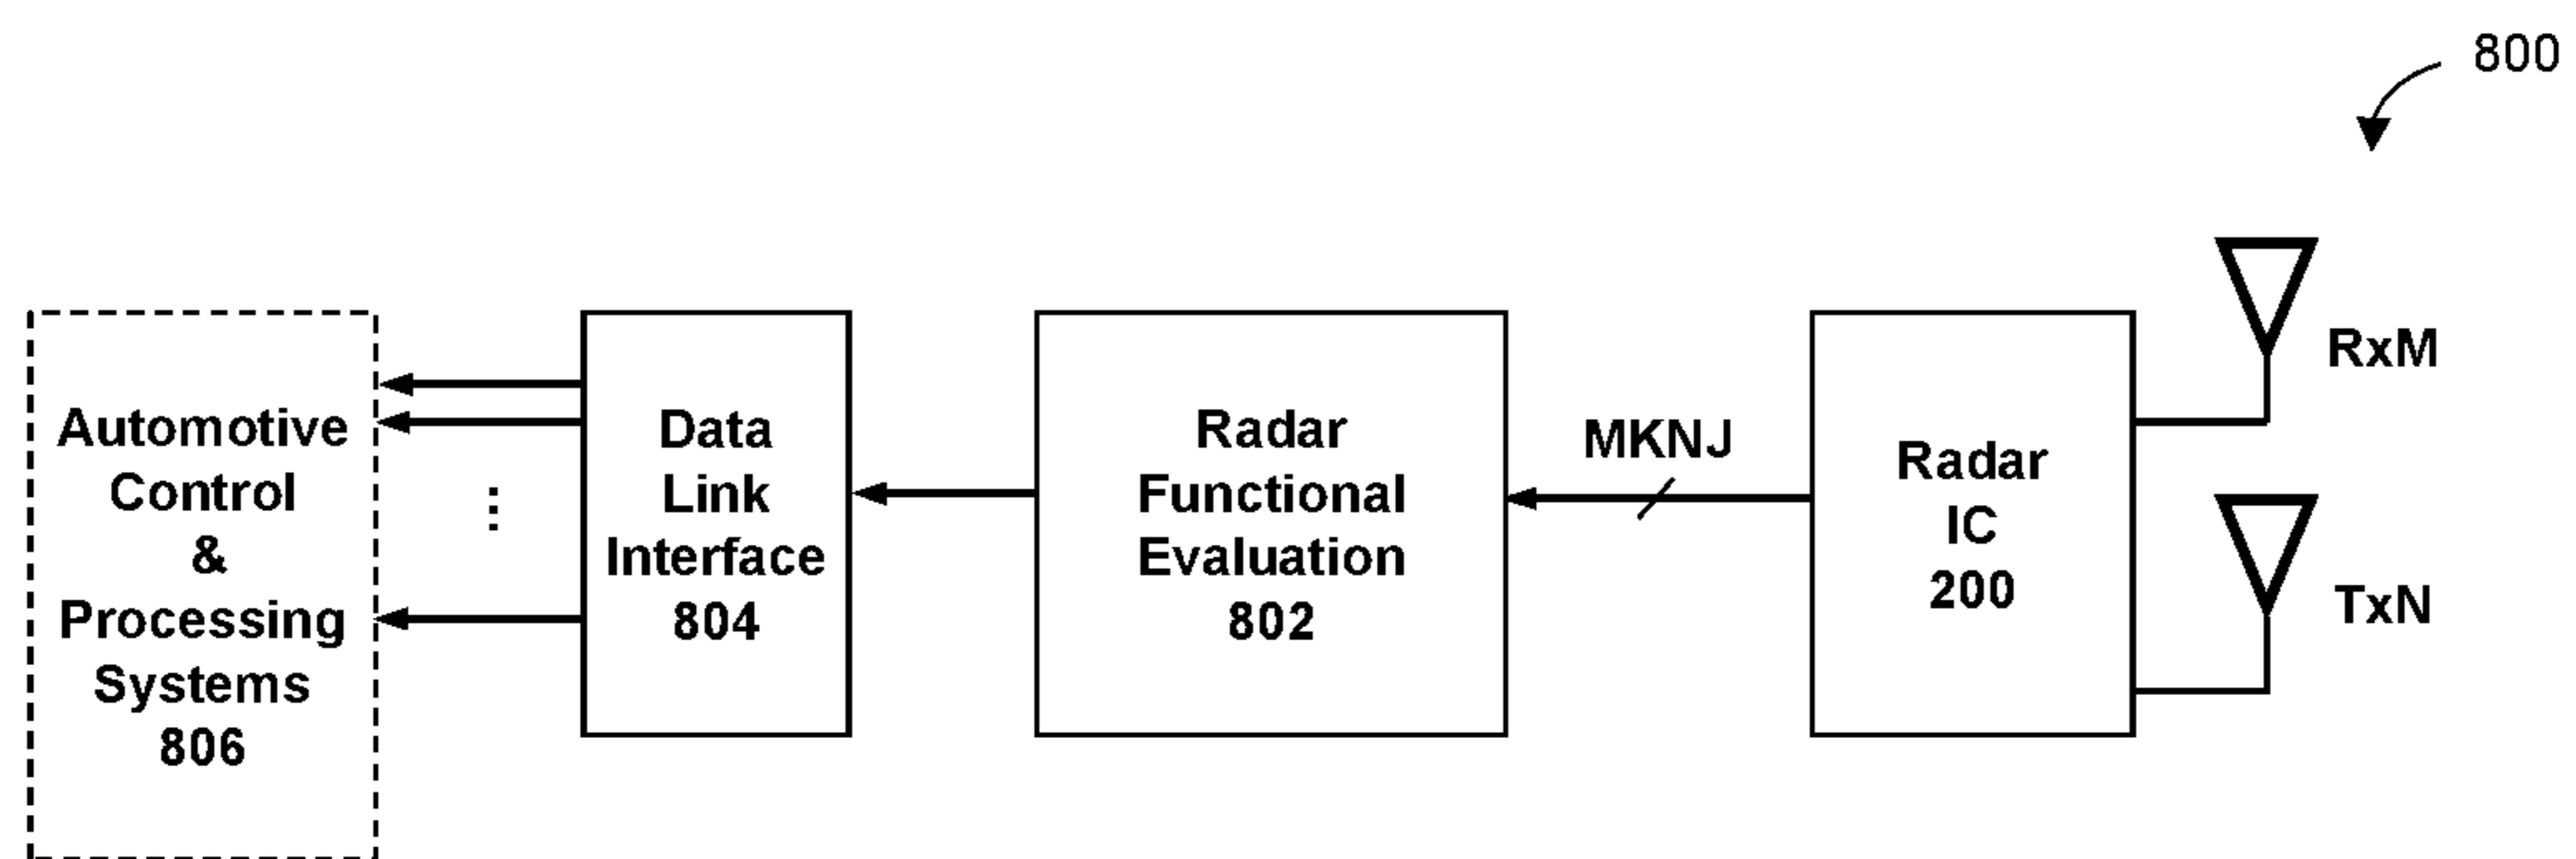 800
RxM
TxN
Automotive
Control
&
Processing
Systems
806
Data
Link
Interface
804
Radar
Functional
Evaluation
802
MKNJ
Radar
IC
200